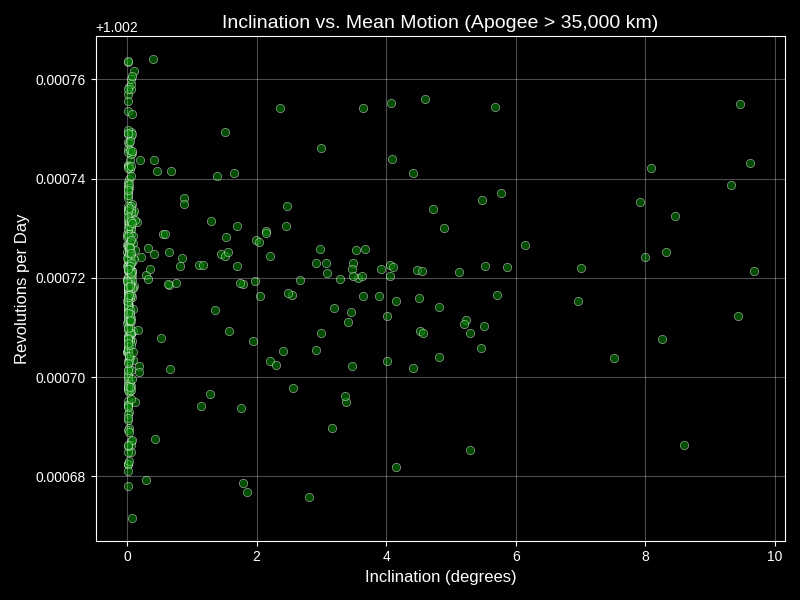 Inclination vs. Mean Motion (Apogee > 35,000 km)
+1.002
0.00076
0.00074
0.00072
0.00070
0.00068
Revolutions per Day
0 2 4 6 8 10
Inclination (degrees)